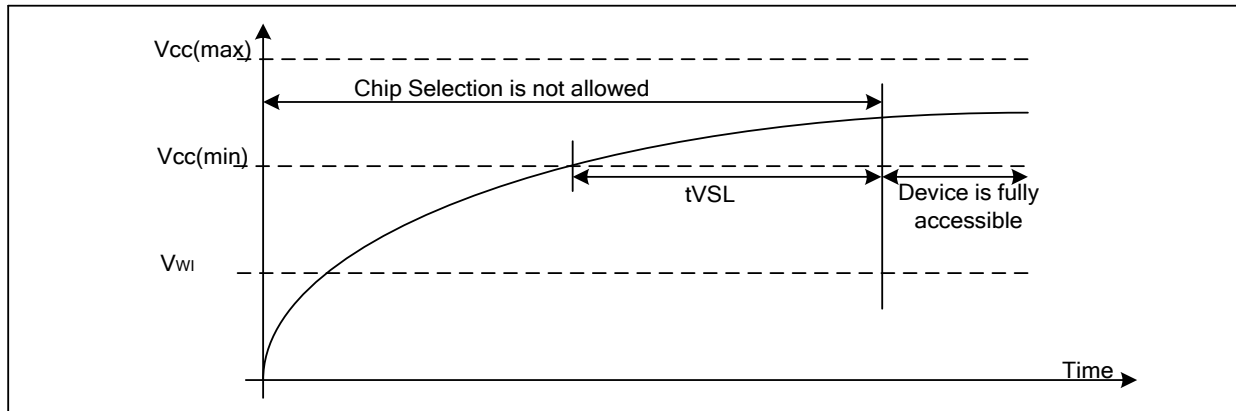 Vcc(max)
Chip Selection is not allowed
Vcc(min)
tVSL
Device is fully
accessible
VWI
Time